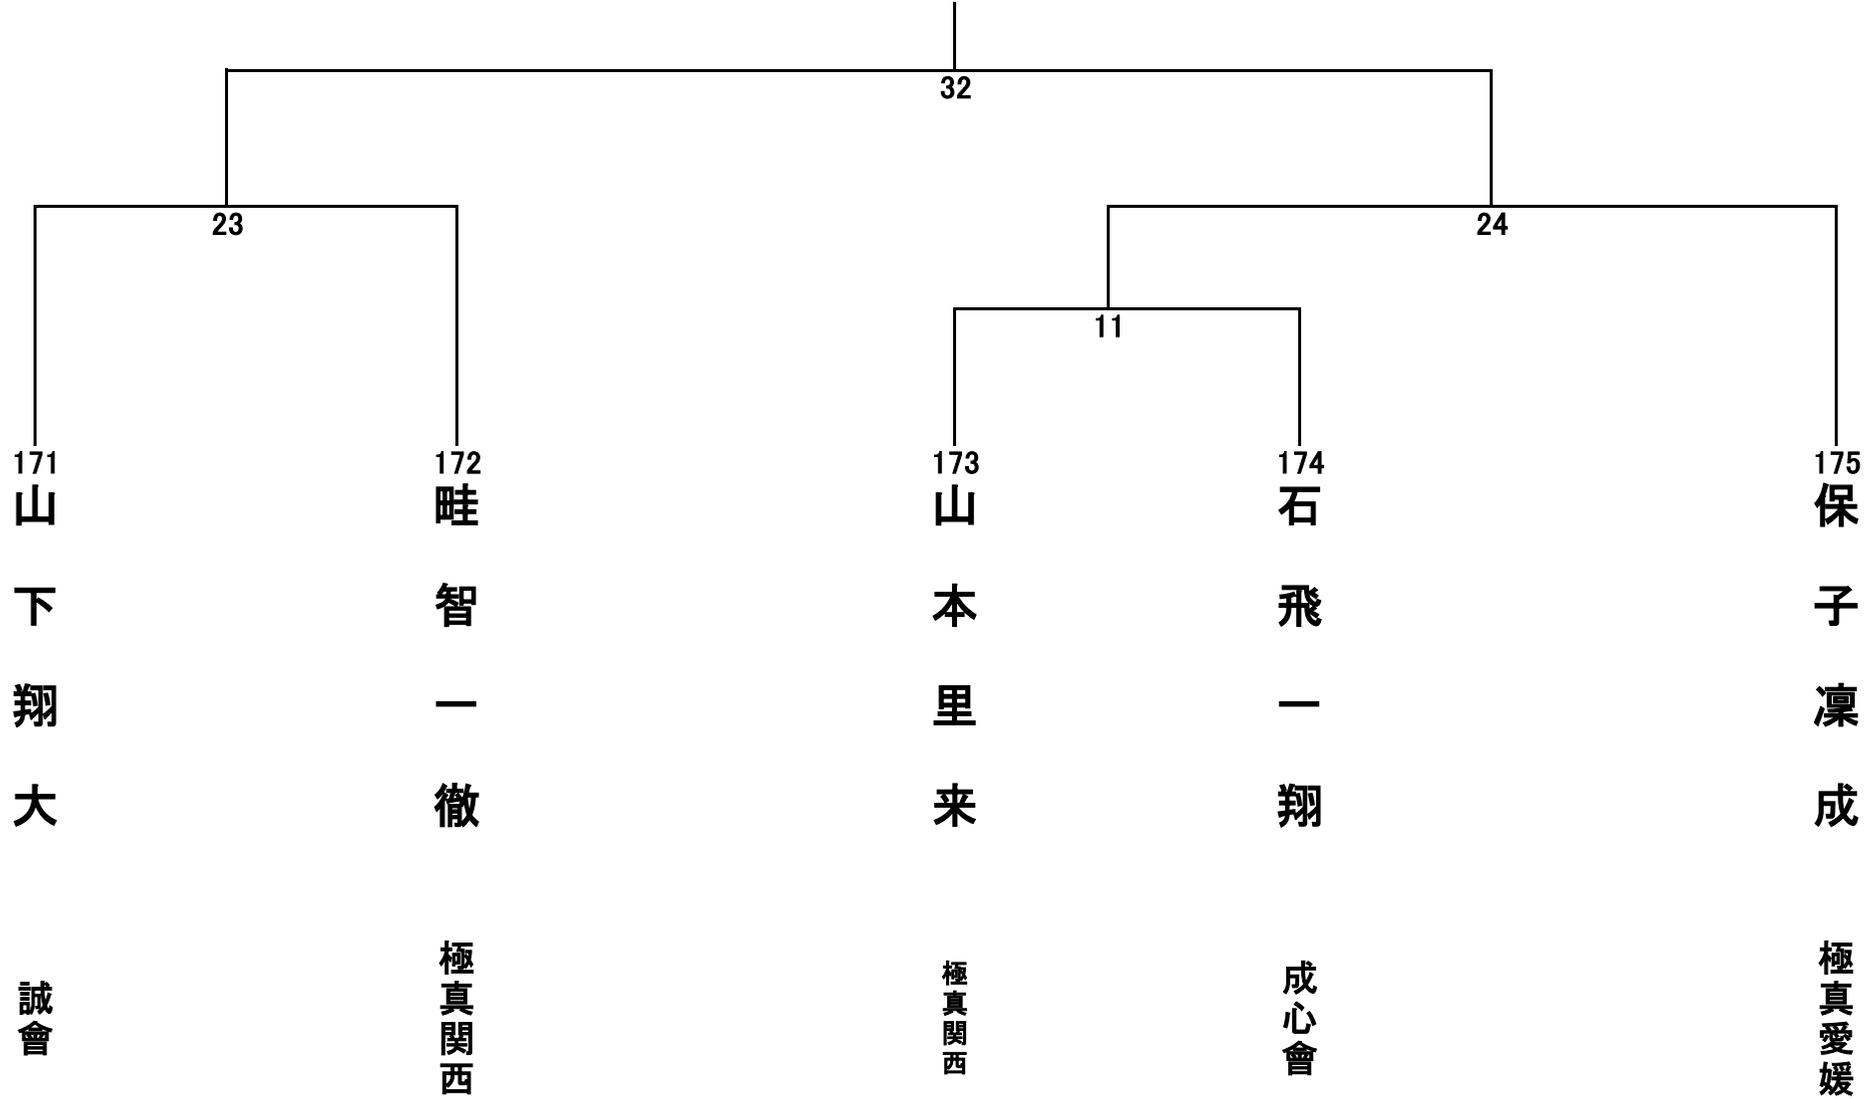 32
23
24
11
171
山下翔大
誠會
172
畦智一徹
極真関西
173
山本里来
極真関西
174
石飛一翔
成心會
175
保子凜成
極真愛媛